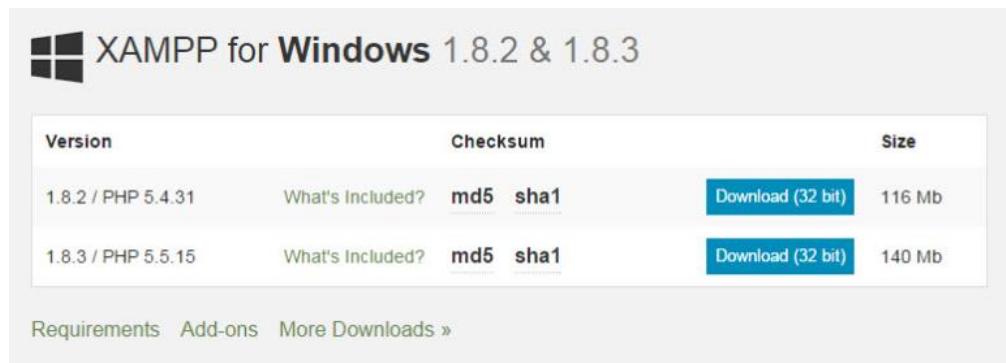 XAMPP for Windows 1.8.2 & 1.8.3
Version Checksum Size
1.8.2 / PHP 5.4.31 What's Included? md5 sha1 Download (32 bit) 116 Mb
1.8.3 / PHP 5.5.15 What's Included? md5 sha1 Download (32 bit) 140 Mb
Requirements Add-ons More Downloads »